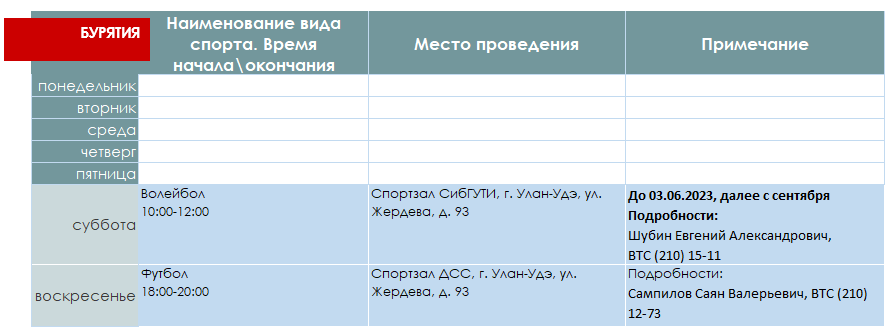 БУРЯТИЯ
Наименование вида
спорта. Время
начала\окончания
Место проведения
Примечание
понедельник
вторник
среда
четверг
пятница
суббота
Волейбол
10:00-12:00
Спортзал СибГУТИ, г. Улан-Удэ, ул.
Жердева, д. 93
До 03.06.2023, далее с сентября
Подробности:
Шубин Евгений Александрович,
ВТС (210) 15-11
воскресенье
Футбол
18:00-20:00
Спортзал ДСС, г. Улан-Удэ, ул.
Жердева, д. 93
Подробности:
Сампилов Саян Валерьевич, ВТС (210)
12-73